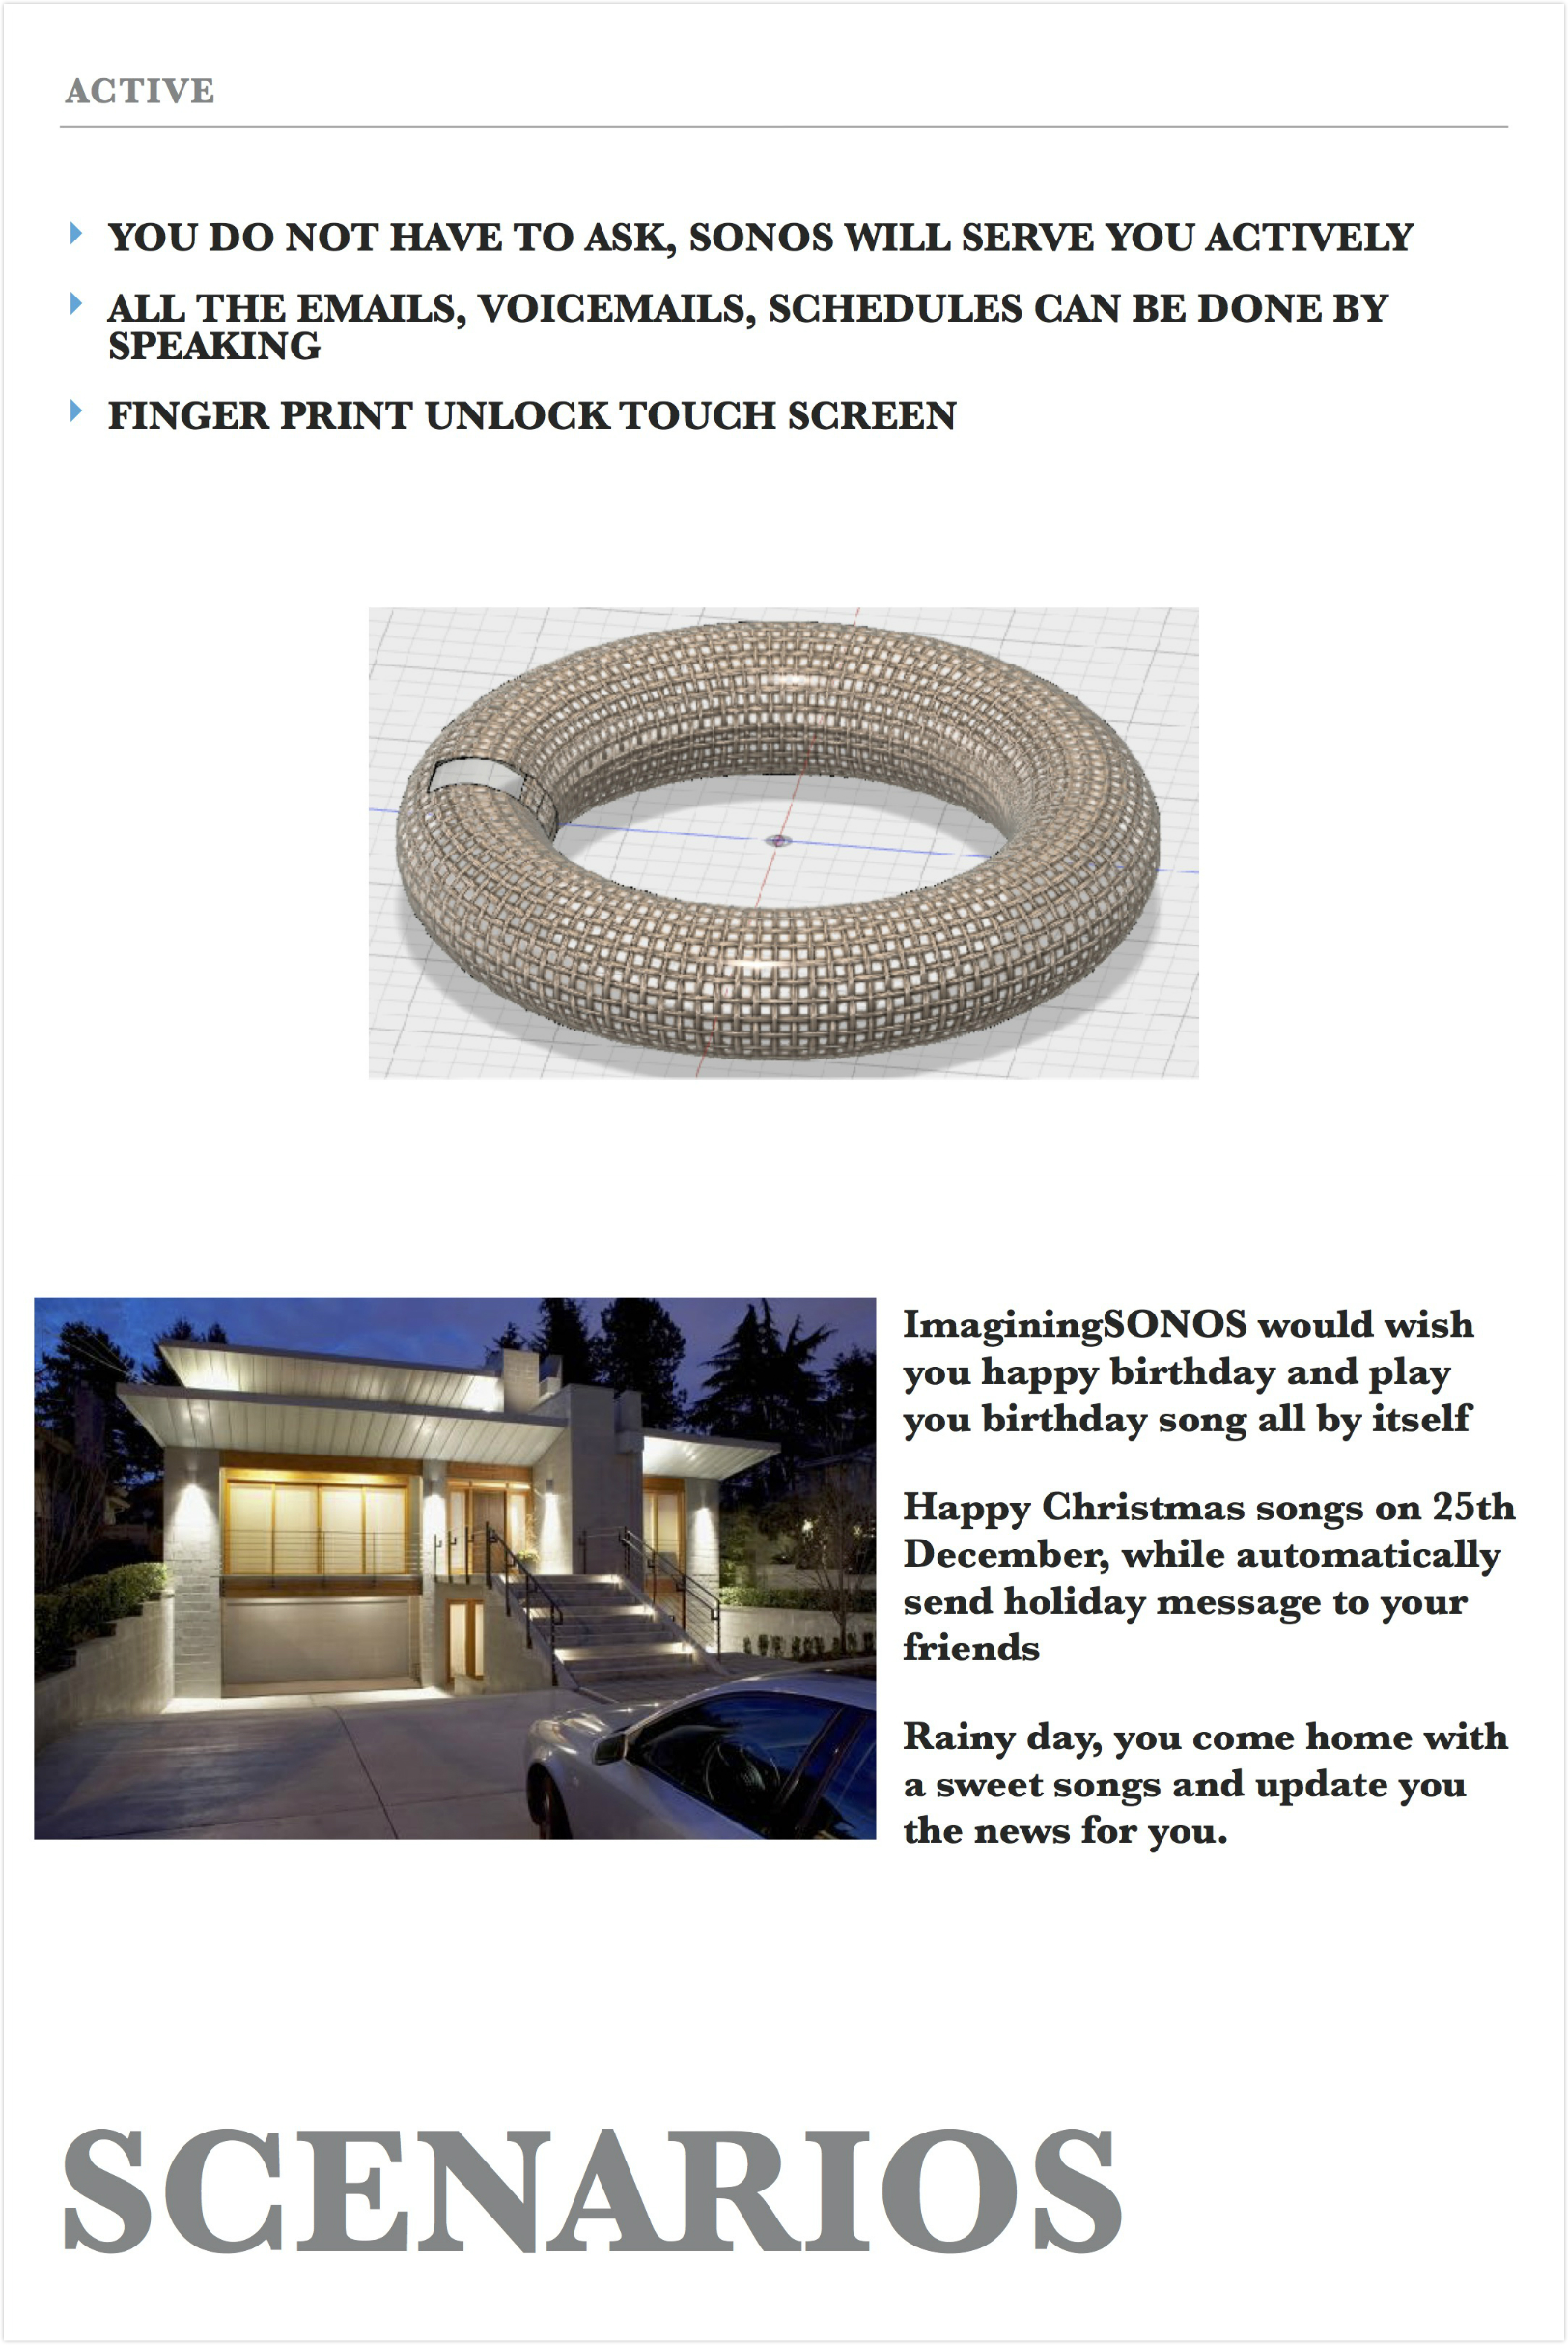 ACTIVE
YOU DO NOT HAVE TO ASK, SONOS WILL SERVE YOU ACTIVELY
ALL THE EMAILS, VOICEMAILS, SCHEDULES CAN BE DONE BY
SPEAKING
FINGER PRINT UNLOCK TOUCH SCREEN
ImaginingSONOS would wish
you happy birthday and play
you birthday song all by itself
Happy Christmas songs on 25th
December, while automatically
send holiday message to your
friends
Rainy day, you come home with
a sweet songs and update you
the news for you.
SCENARIOS